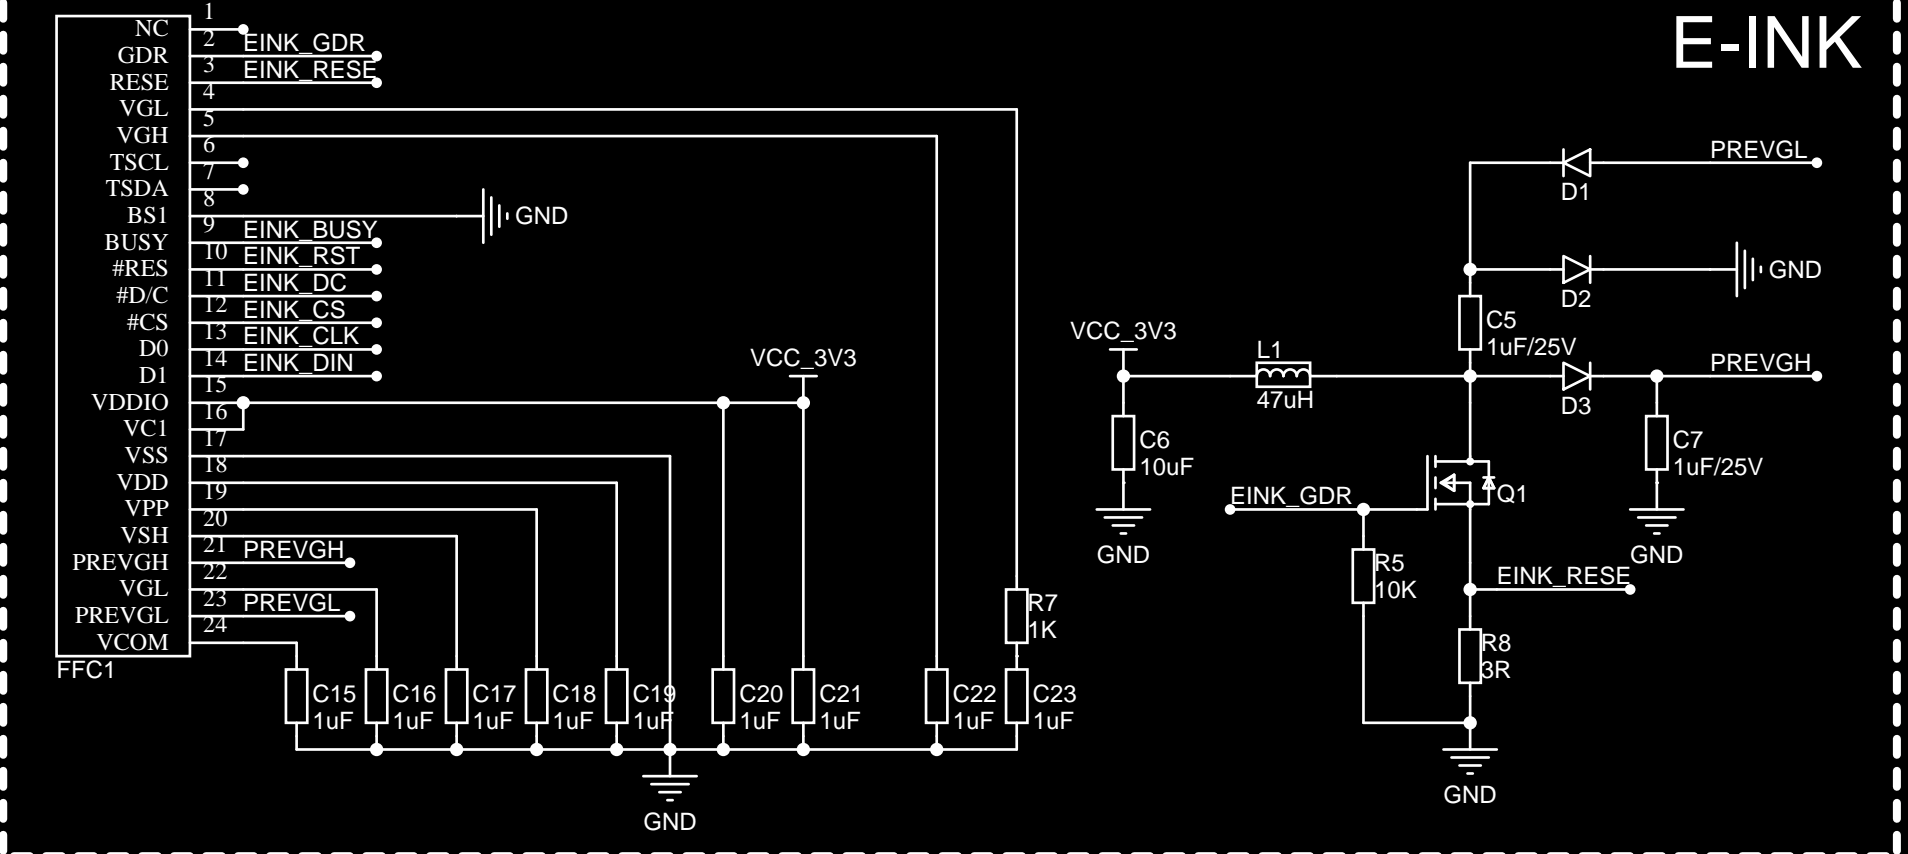 E-INK
NC 1
GDR 2 EINK_GDR
RESE 3 EINK_RESE
VGL 4
VGH 5
TSCL 6
TSDA 7
BS1 8 GND
BUSY 9 EINK_BUSY
#RES 10 EINK_RST
#D/C 11 EINK_DC
#CS 12 EINK_CS
D0 13 EINK_CLK
D1 14 EINK_DIN
VDDIO 15
VC1 16
VSS 17
VDD 18
VPP 19
VSH 20
PREVGH 21 PREVGH
VGL 22
PREVGL 23 PREVGL
VCOM 24
FFC1
VCC_3V3
R7
1K
C15
1uF
C16
1uF
C17
1uF
C18
1uF
C19
1uF
C20
1uF
C21
1uF
C22
1uF
C23
1uF
GND
PREVGL
D1
GND
D2
C5
1uF/25V
VCC_3V3
L1
47uH
PREVGH
D3
C6
10uF
GND
C7
1uF/25V
GND
EINK_GDR
Q1
R5
10K
EINK_RESE
R8
3R
GND